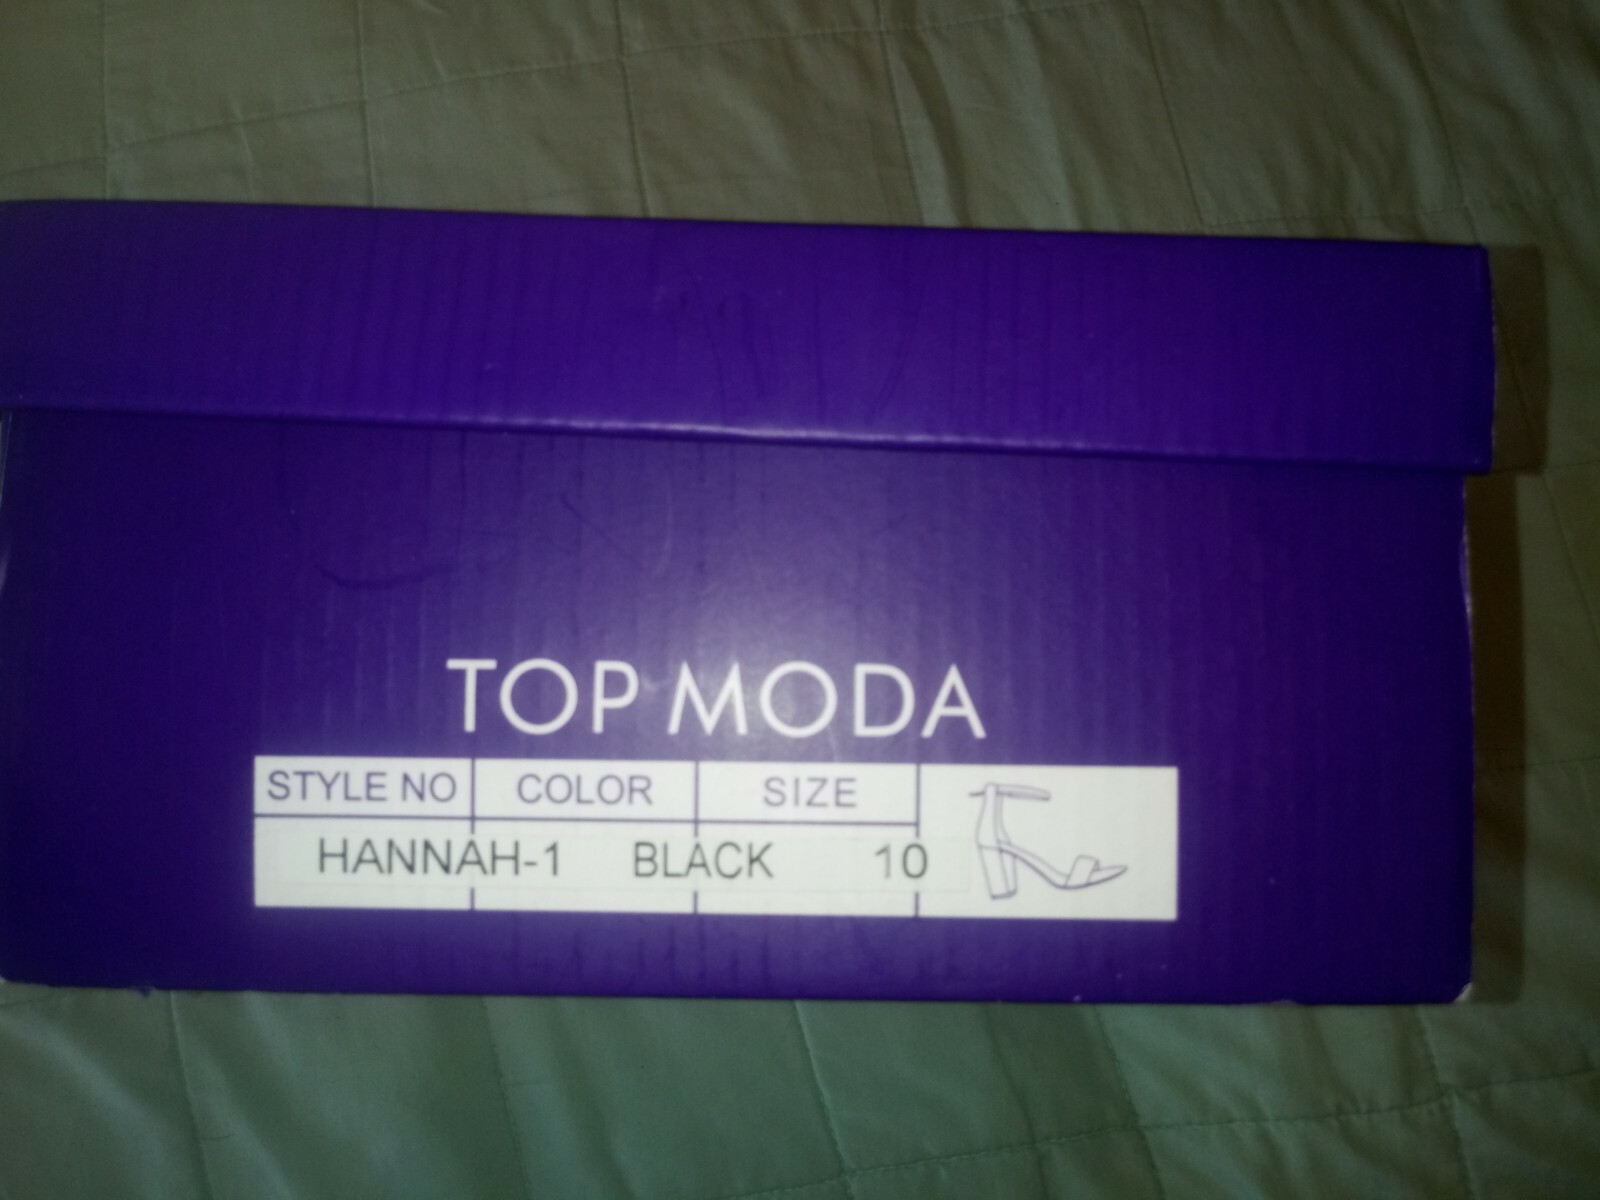 TOP MODA
STYLE NO COLOR SIZE
HANNAH-1 BLACK 10